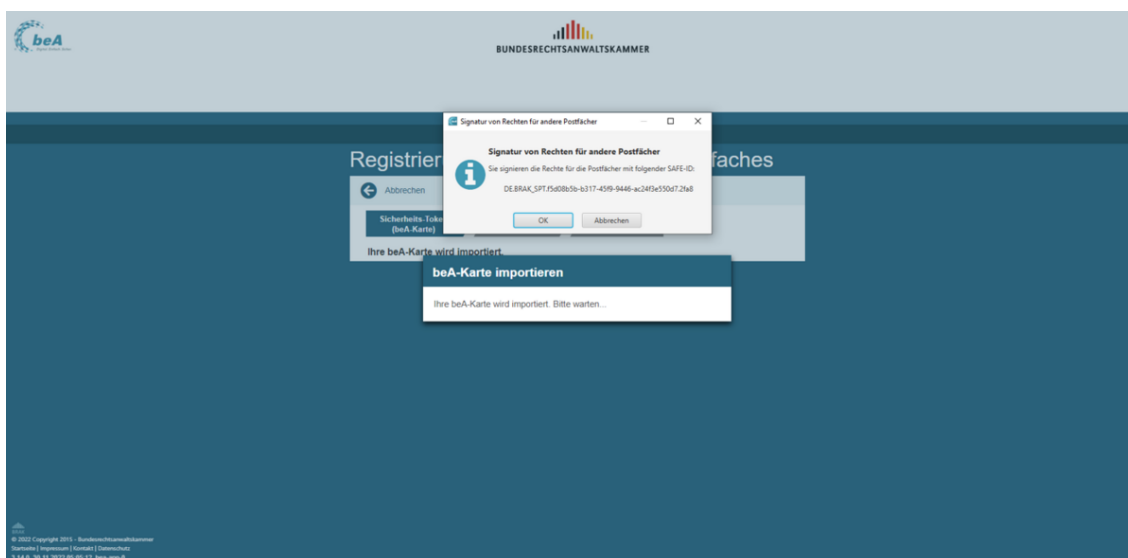 beA
BUNDESRECHTSANWALTSKAMMER
Signatur von Rechten für andere Postfächer
Signatur von Rechten für andere Postfächer
Sie signieren die Rechte für die Postfächer mit folgender SAFE-ID:
DE.BRAK_SPT.f5d08b5b-b317-45f9-9446-ac24f3e550d7.2fa8
OK Abbrechen
Registrier faches
Abbrechen
Sicherheits-Toke
(beA-Karte)
Ihre beA-Karte wird importiert.
beA-Karte importieren
Ihre beA-Karte wird importiert. Bitte warten...
© 2022 Copyright 2015 - Bundesrechtsanwaltskammer
Startseite | Impressum | Kontakt | Datenschutz